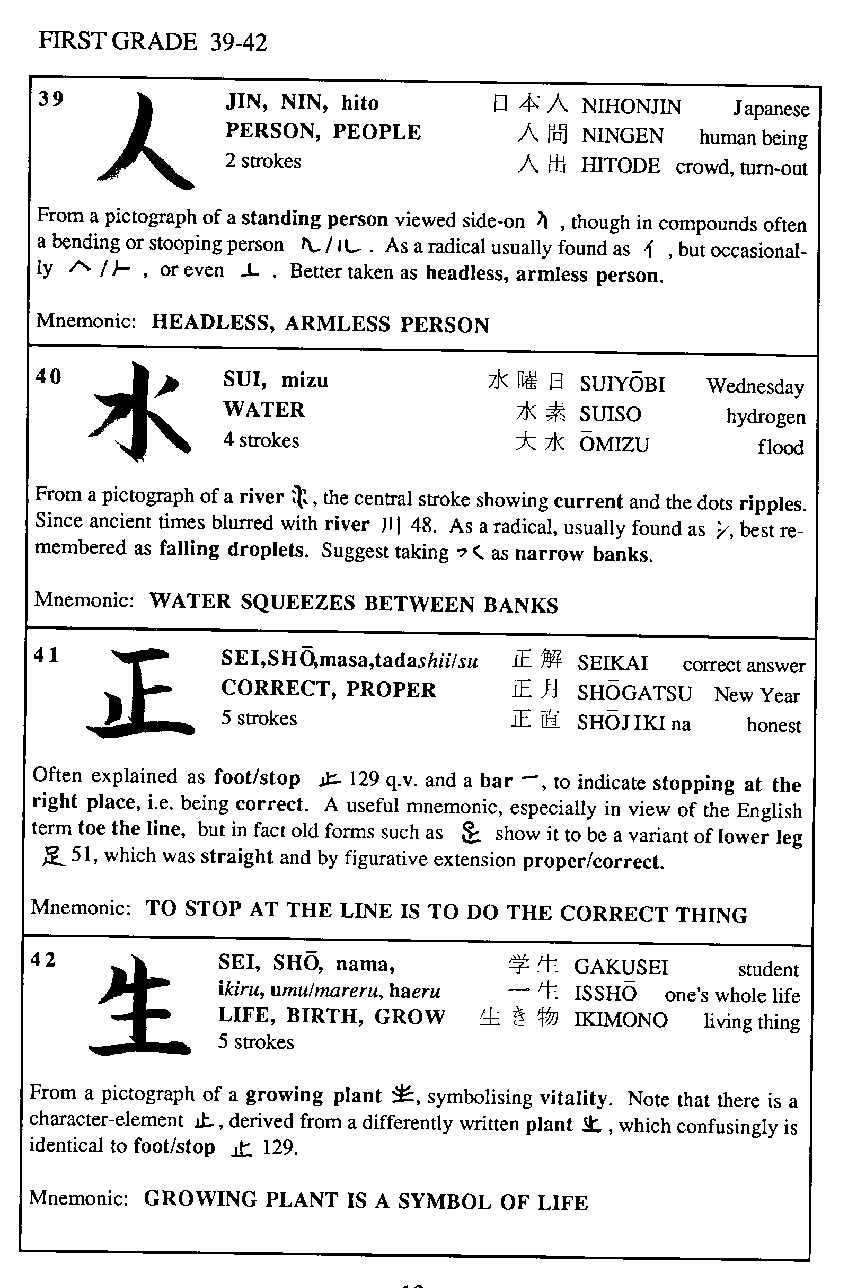 FIRST GRADE 39-42
39
人
JIN, NIN, hito
PERSON, PEOPLE
2 strokes
日本人 NIHONJIN Japanese
人間 NINGEN human being
人出 HITODE crowd, turn-out
From a pictograph of a standing person viewed side-on , though in compounds often
a bending or stooping person / . As a radical usually found as 亻 , but occasional-
ly / , or even . Better taken as headless, armless person.
Mnemonic: HEADLESS, ARMLESS PERSON
40
水
SUI, mizu
WATER
4 strokes
水曜日 SUIYŌBI Wednesday
水素 SUISO hydrogen
大水 ŌMIZU flood
From a pictograph of a river , the central stroke showing current and the dots ripples.
Since ancient times blurred with river 川 48. As a radical, usually found as 氵, best re-
membered as falling droplets. Suggest taking as narrow banks.
Mnemonic: WATER SQUEEZES BETWEEN BANKS
41
正
SEI,SHŌ,masa,tadashii/su
CORRECT, PROPER
5 strokes
正解 SEIKAI correct answer
正月 SHŌGATSU New Year
正直 SHŌJIKI na honest
Often explained as foot/stop 止 129 q.v. and a bar 一, to indicate stopping at the
right place, i.e. being correct. A useful mnemonic, especially in view of the English
term toe the line, but in fact old forms such as show it to be a variant of lower leg
足 51, which was straight and by figurative extension proper/correct.
Mnemonic: TO STOP AT THE LINE IS TO DO THE CORRECT THING
42
生
SEI, SHŌ, nama,
ikiru, umu/mareru, haeru
LIFE, BIRTH, GROW
5 strokes
学生 GAKUSEI student
一生 ISSHŌ one's whole life
生き物 IKIMONO living thing
From a pictograph of a growing plant , symbolising vitality. Note that there is a
character-element 止, derived from a differently written plant , which confusingly is
identical to foot/stop 止 129.
Mnemonic: GROWING PLANT IS A SYMBOL OF LIFE